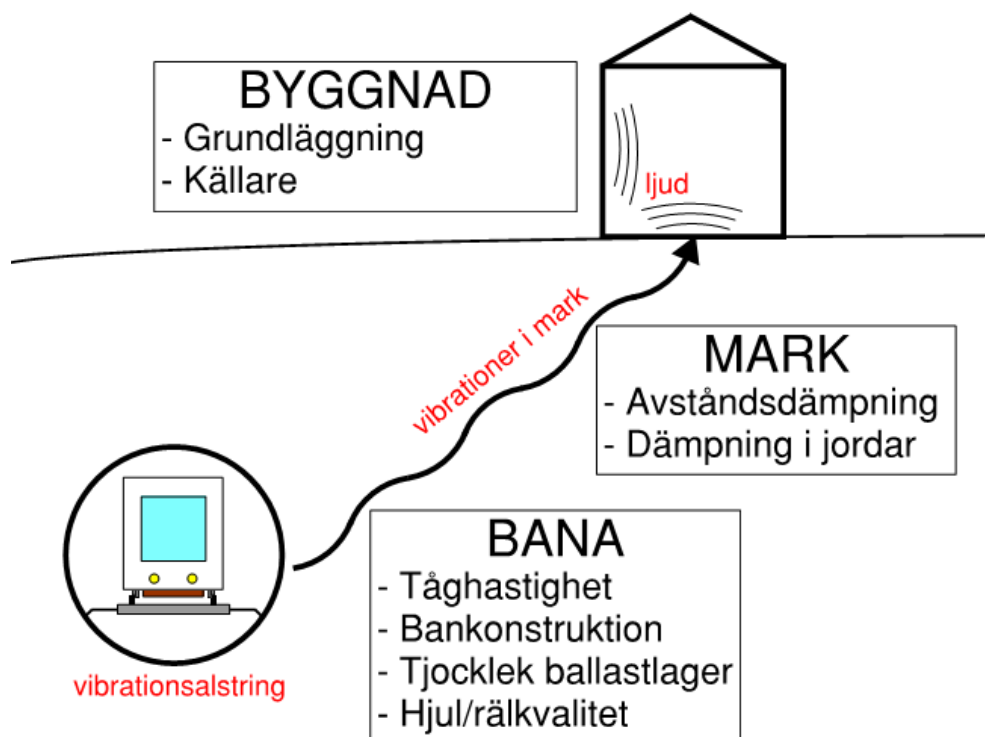 BYGGNAD
- Grundläggning
- Källare
ljud
vibrationer i mark
MARK
- Avståndsdämpning
- Dämpning i jordar
BANA
- Tåghastighet
- Bankonstruktion
- Tjocklek ballastlager
- Hjul/rälkvalitet
vibrationsalstring